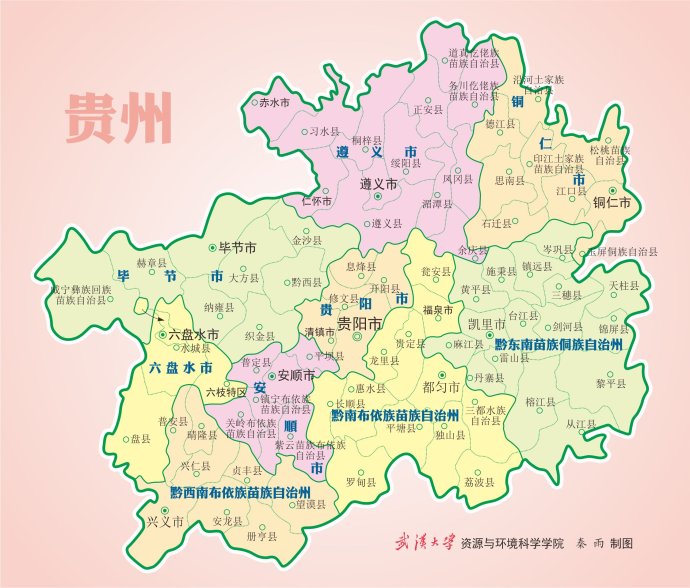 贵州
道真仡佬族
苗族自治县
务川仡佬族
苗族自治县
沿河土家族
自治县
铜
仁
市
赤水市
习水县
桐梓县
正安县
德江县
遵义市
绥阳县
凤冈县
印江土家族
苗族自治县
松桃苗族
自治县
思南县
江口县
铜仁市
遵义市
仁怀市
湄潭县
遵义县
石迁县
余庆县
岑巩县
玉屏侗族自治县
毕节市
金沙县
毕节市
赫章县
大方县
黔西县
威宁彝族回族
苗族自治县
纳雍县
织金县
息烽县
开阳县
修文县
贵阳市
清镇市
贵阳市
瓮安县
福泉市
黄平县
施秉县
镇远县
三穗县
天柱县
台江县
剑河县
锦屏县
凯里市
黔东南苗族侗族自治州
麻江县
雷山县
丹寨县
黎平县
榕江县
从江县
六盘水市
水城县
六盘水市
六枝特区
盘县
普定县
平坝县
安顺市
安
順
市
镇宁布依族
苗族自治县
关岭布依族
苗族自治县
紫云苗族布依族
自治县
贵定县
龙里县
惠水县
长顺县
都匀市
黔南布依族苗族自治州
三都水族
自治县
平塘县
独山县
罗甸县
荔波县
普安县
晴隆县
兴仁县
贞丰县
黔西南布依族苗族自治州
望谟县
兴义市
安龙县
册亨县
武汉大学 资源与环境科学学院 秦雨 制图